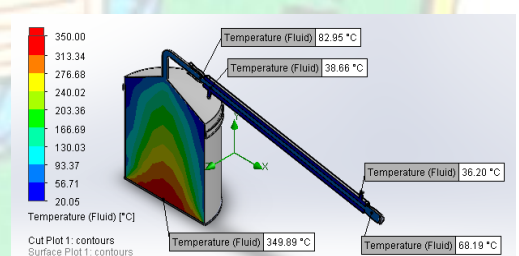 350.00
313.34
276.68
240.02
203.36
166.69
130.03
93.37
56.71
20.05
Temperature (Fluid) [°C]
Cut Plot 1: contours
Surface Plot 1: contours
Temperature (Fluid) 82.95 °C
Temperature (Fluid) 38.66 °C
Temperature (Fluid) 36.20 °C
Temperature (Fluid) 349.89 °C
Temperature (Fluid) 68.19 °C
Y
X